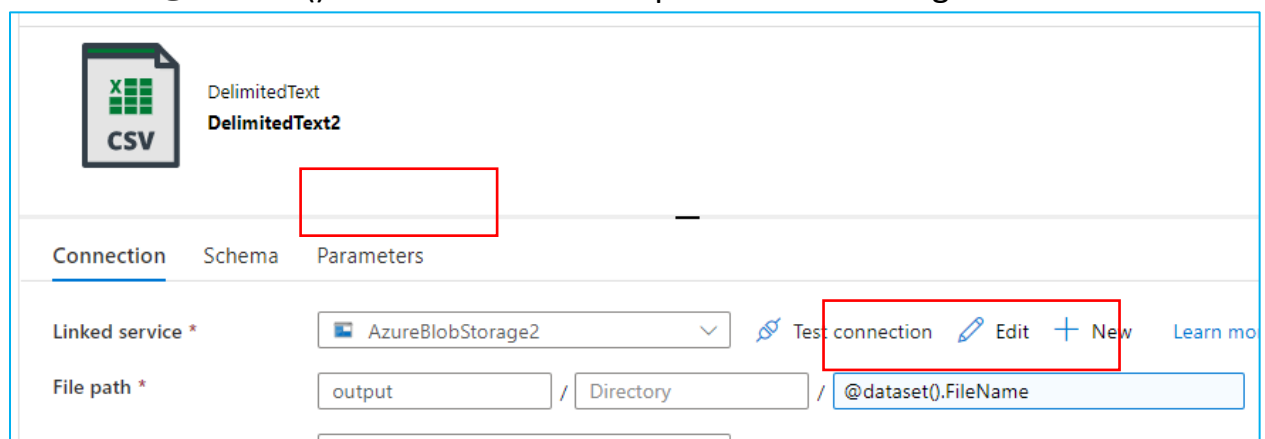 CSV
DelimitedText
DelimitedText2
Connection Schema Parameters
Linked service * AzureBlobStorage2 Test connection Edit New Learn mo
File path * output / Directory / @dataset().FileName